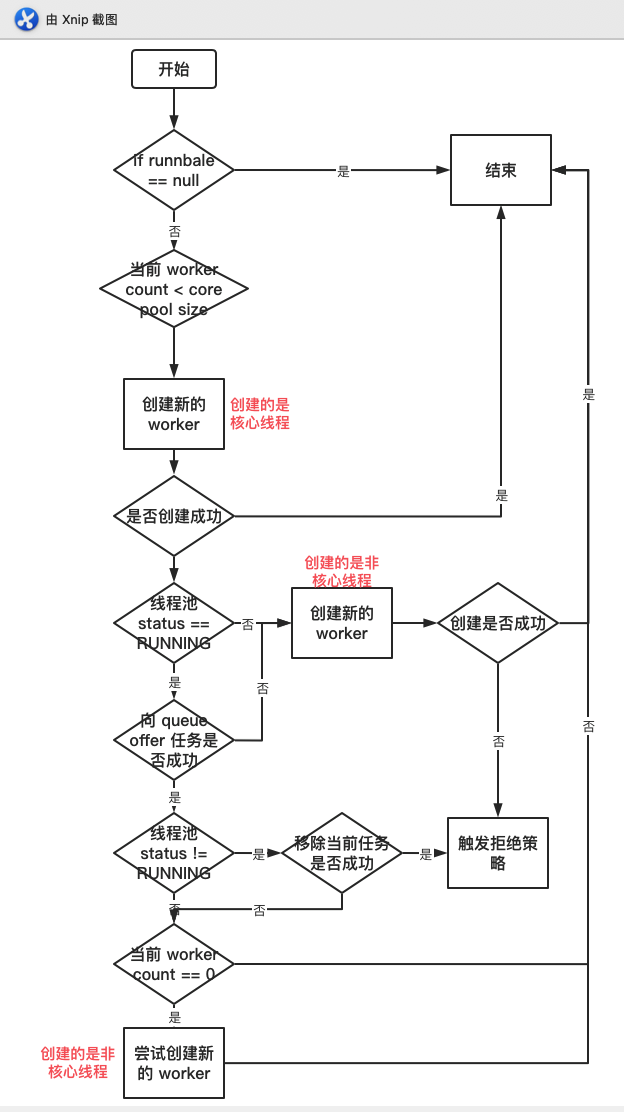 由 Xnip 截图
开始
If runnbale
== null
是
结束
否
当前 worker
count < core
pool size
创建新的
worker
创建的是
核心线程
是
是否创建成功
是
创建的是非
核心线程
线程池
status ==
RUNNING
否
创建新的
worker
创建是否成功
是
否
向 queue
offer 任务是
否成功
否
否
是
线程池
status !=
RUNNING
是
移除当前任务
是否成功
是
触发拒绝策
略
否
否
当前 worker
count == 0
否
是
创建的是非
核心线程
尝试创建新
的 worker